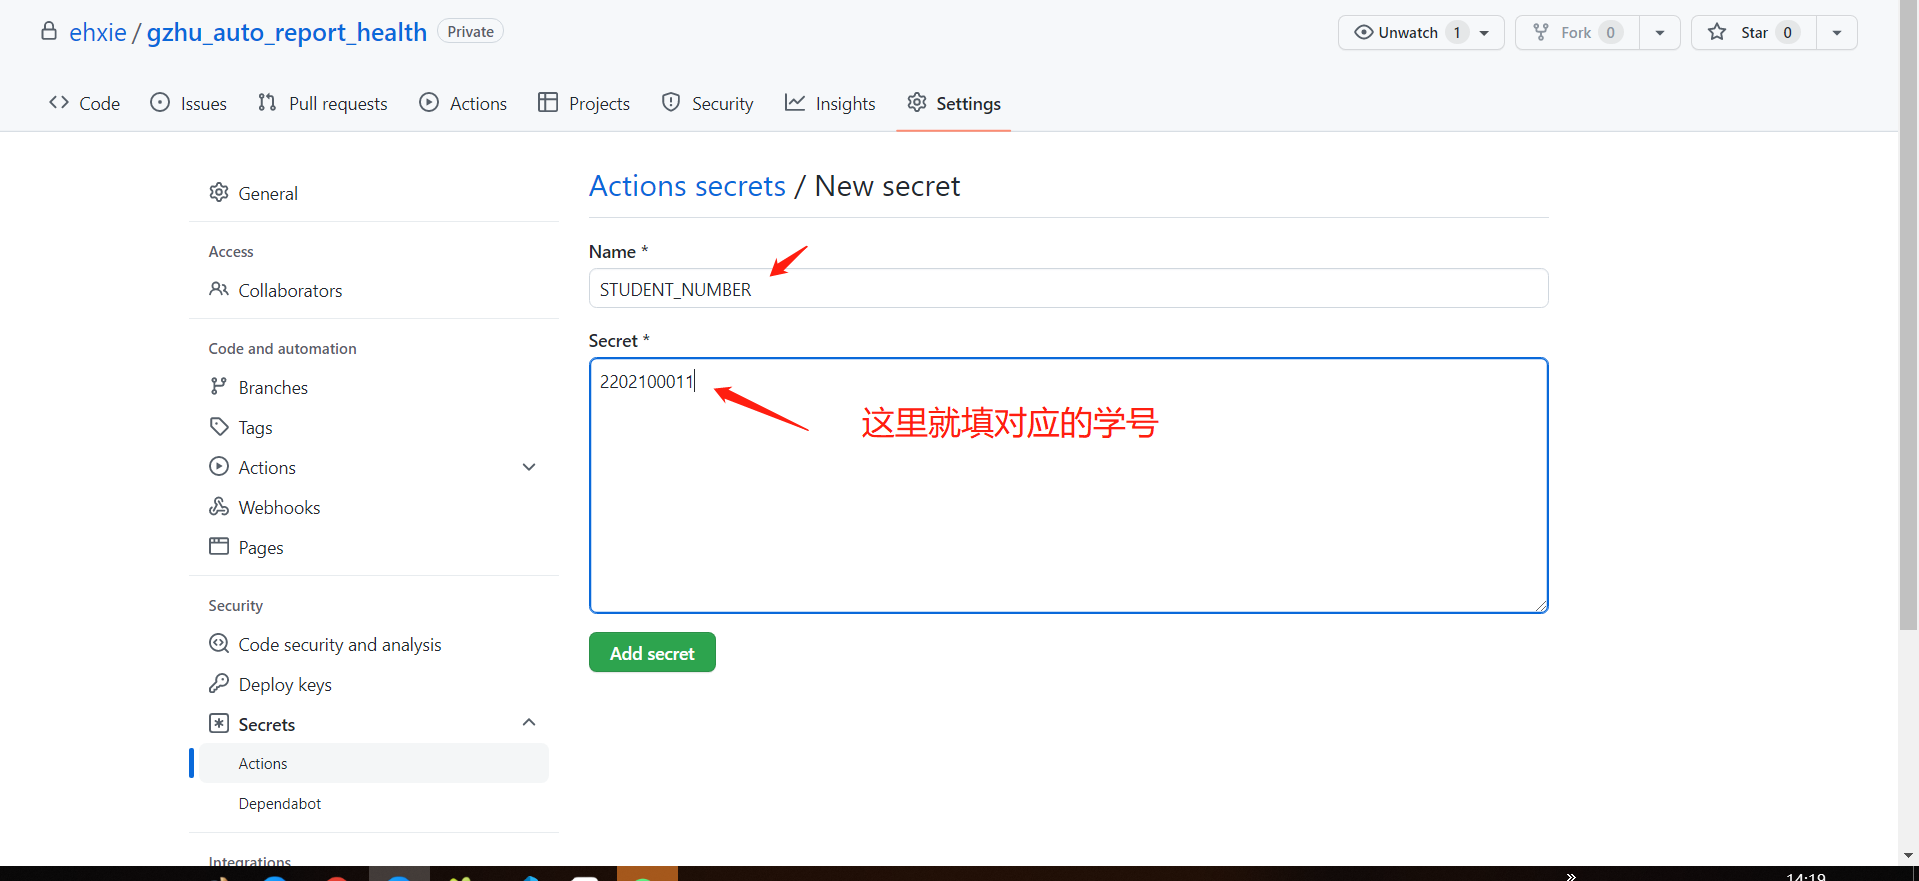 ehxie / gzhu_auto_report_health Private
Unwatch 1
Fork 0
Star 0
Code
Issues
Pull requests
Actions
Projects
Security
Insights
Settings
General
Access
Collaborators
Code and automation
Branches
Tags
Actions
Webhooks
Pages
Security
Code security and analysis
Deploy keys
Secrets
Actions
Dependabot
Integrations
Actions secrets / New secret
Name *
STUDENT_NUMBER
Secret *
2202100011
这里就填对应的学号
Add secret
14:19